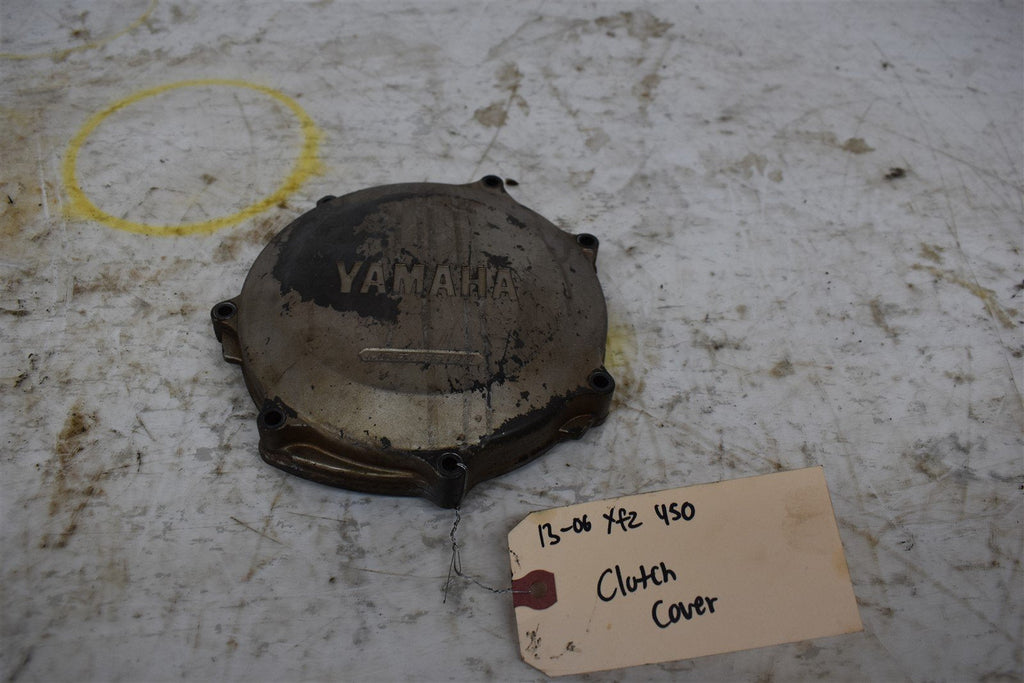 YAMAHA
13-06 Yfz 450
Clutch
Cover